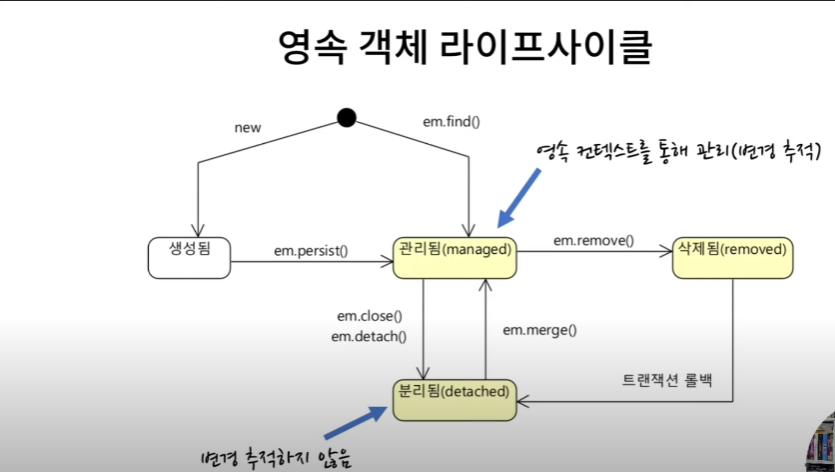 영속 객체 라이프사이클
new
em.find()
영속 컨텍스트를 통해 관리(변경 추적)
생성됨
em.persist()
관리됨(managed)
em.remove()
삭제됨(removed)
em.close()
em.detach()
em.merge()
분리됨(detached)
트랜잭션 롤백
변경 추적하지 않음